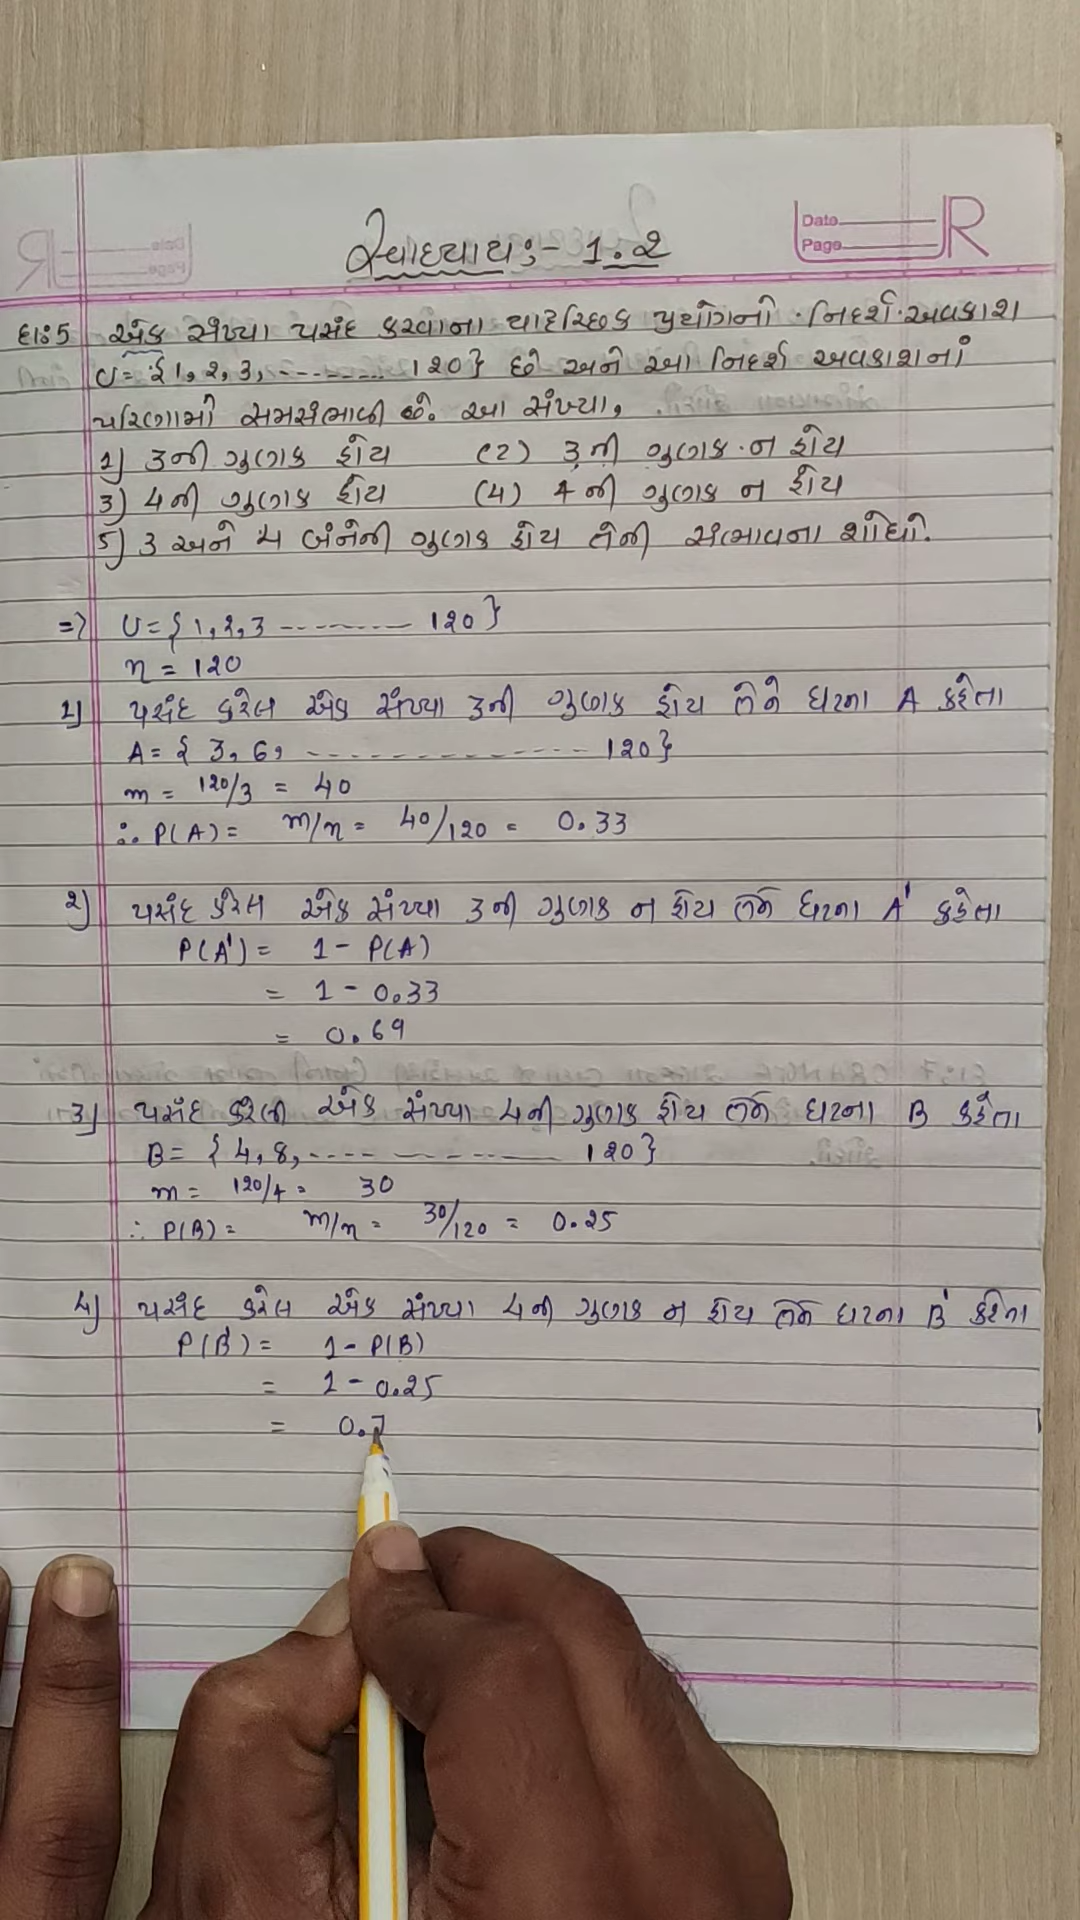 સ્વાધ્યાય:- 1.2
Date
Page
R
દા:5 એક સંખ્યા પસંદ કરવાના યાદચ્છિક પ્રયોગનો નિદર્શ અવકાશ
U = {1, 2, 3, ------- 120} છે અને આ નિદર્શ અવકાશનાં
પરિણામો સમસંભાવી છે. આ સંખ્યા,
1) 3ની ગુણક હોય (2) 3ની ગુણક ન હોય
3) 4ની ગુણક હોય (4) 4ની ગુણક ન હોય
5) 3 અને 4 બંનેની ગુણક હોય તેની સંભાવના શોધો.
=> U = {1, 2, 3 ------- 120}
n = 120
1) પસંદ કરેલ એક સંખ્યા 3ની ગુણક હોય તેને ઘટના A કહેતા
A = { 3, 6, ------------- 120}
m = 120/3 = 40
∴ P(A) = m/n = 40/120 = 0.33
2) પસંદ કરેલ એક સંખ્યા 3ની ગુણક ન હોય તેને ઘટના A' કહેતા
P(A') = 1 - P(A)
= 1 - 0.33
= 0.69
3) પસંદ કરેલી એક સંખ્યા 4ની ગુણક હોય તેને ઘટના B કહેતા
B = { 4, 8, ---------- 120}
m = 120/4 = 30
∴ P(B) = m/n = 30/120 = 0.25
4) પસંદ કરેલ એક સંખ્યા 4ની ગુણક ન હોય તેને ઘટના B' કહેતા
P(B') = 1 - P(B)
= 1 - 0.25
= 0.7